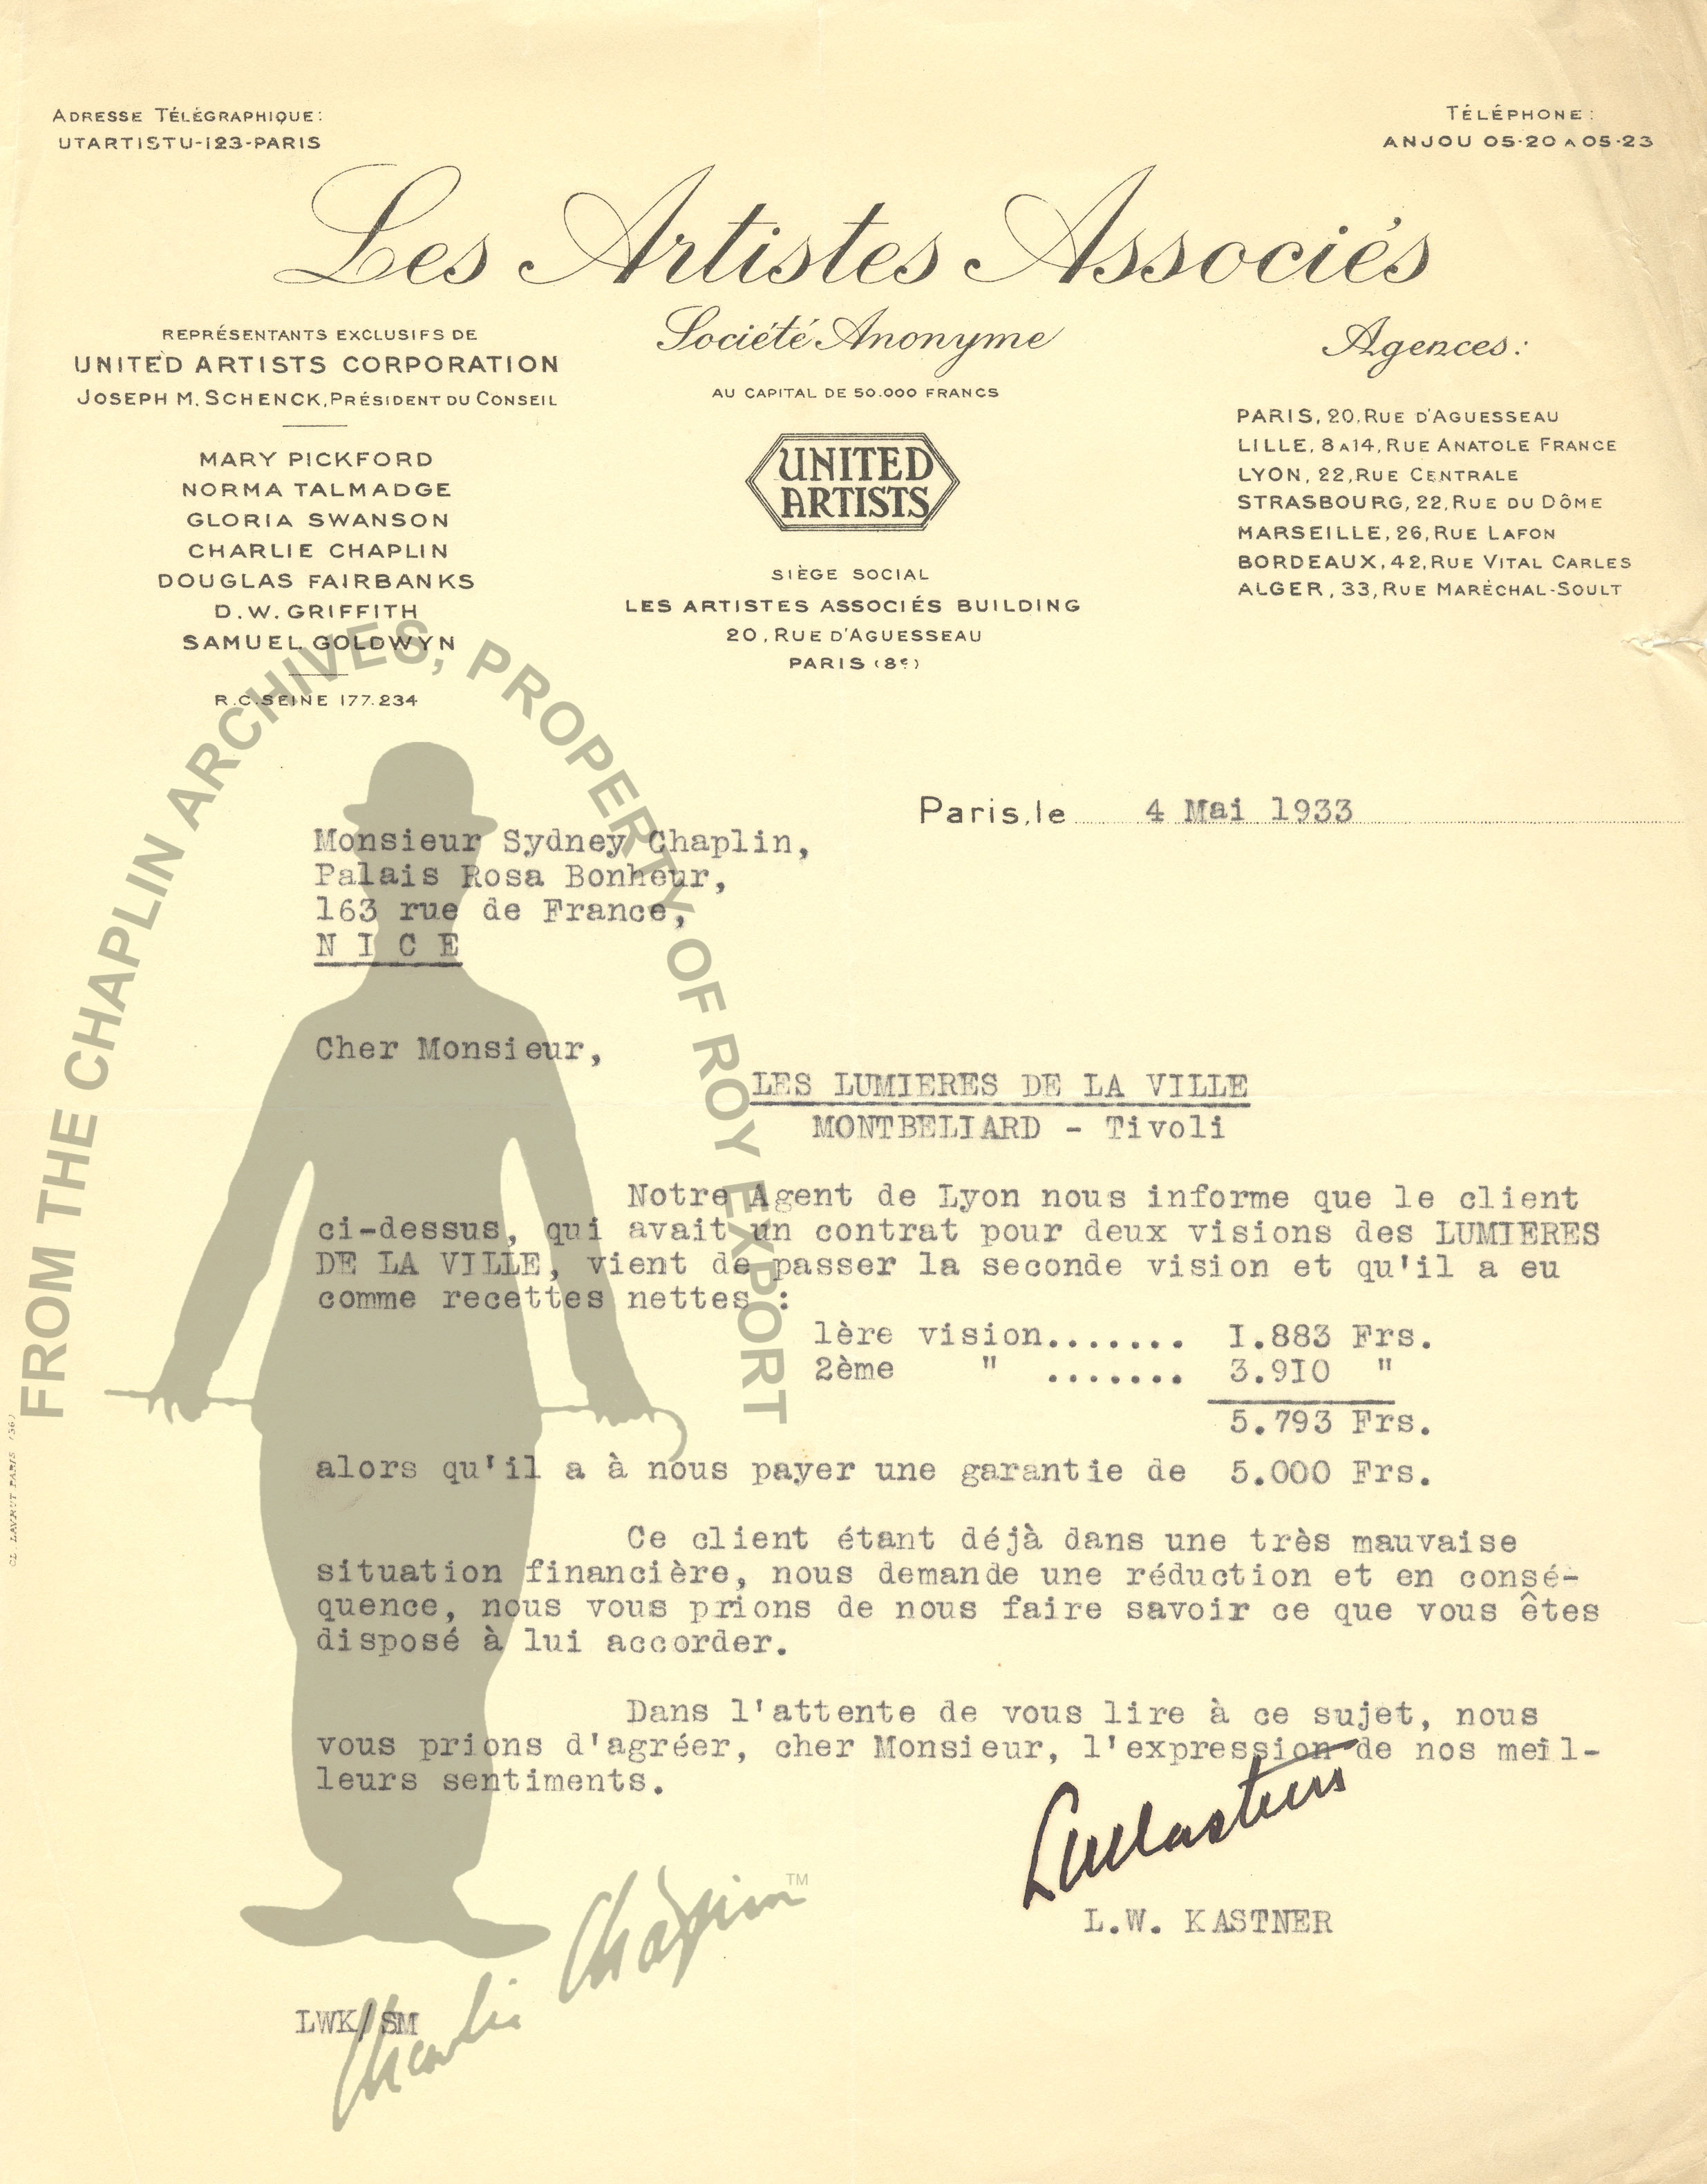 ADRESSE TÉLÉGRAPHIQUE:
UTARTISTU-123-PARIS
TÉLÉPHONE:
ANJOU 05-20 A 05-23
Les Artistes Associés
REPRÉSENTANTS EXCLUSIFS DE
UNITED ARTISTS CORPORATION
JOSEPH M. SCHENCK, PRÉSIDENT DU CONSEIL
MARY PICKFORD
NORMA TALMADGE
GLORIA SWANSON
CHARLIE CHAPLIN
DOUGLAS FAIRBANKS
D.W. GRIFFITH
SAMUEL GOLDWYN
R.C. SEINE 177.234
Société Anonyme
AU CAPITAL DE 50.000 FRANCS
UNITED
ARTISTS
SIÈGE SOCIAL
LES ARTISTES ASSOCIÉS BUILDING
20, RUE D'AGUESSEAU
PARIS (8e)
Agences:
PARIS, 20, RUE D'AGUESSEAU
LILLE, 8 A 14, RUE ANATOLE FRANCE
LYON, 22, RUE CENTRALE
STRASBOURG, 22, RUE DU DÔME
MARSEILLE, 26, RUE LAFON
BORDEAUX, 42, RUE VITAL CARLES
ALGER, 33, RUE MARÉCHAL-SOULT
FROM THE CHAPLIN ARCHIVES, PROPERTY OF ROY EXPORT
Paris, le 4 Mai 1933
Monsieur Sydney Chaplin,
Palais Rosa Bonheur,
163 rue de France,
N I C E
Cher Monsieur,
LES LUMIERES DE LA VILLE
MONTBELIARD - Tivoli
Notre Agent de Lyon nous informe que le client
ci-dessus, qui avait un contrat pour deux visions des LUMIERES
DE LA VILLE, vient de passer la seconde vision et qu'il a eu
comme recettes nettes :
1ère vision....... I.883 Frs.
2ème " ....... 3.9I0 "
5.793 Frs.
alors qu'il a à nous payer une garantie de 5.000 Frs.
Ce client étant déjà dans une très mauvaise
situation financière, nous demande une réduction et en consé-
quence, nous vous prions de nous faire savoir ce que vous êtes
disposé à lui accorder.
Dans l'attente de vous lire à ce sujet, nous
vous prions d'agréer, cher Monsieur, l'expression de nos meil-
leurs sentiments.
L.W. KASTNER
LWK/SM
Charlie Chaplin TM